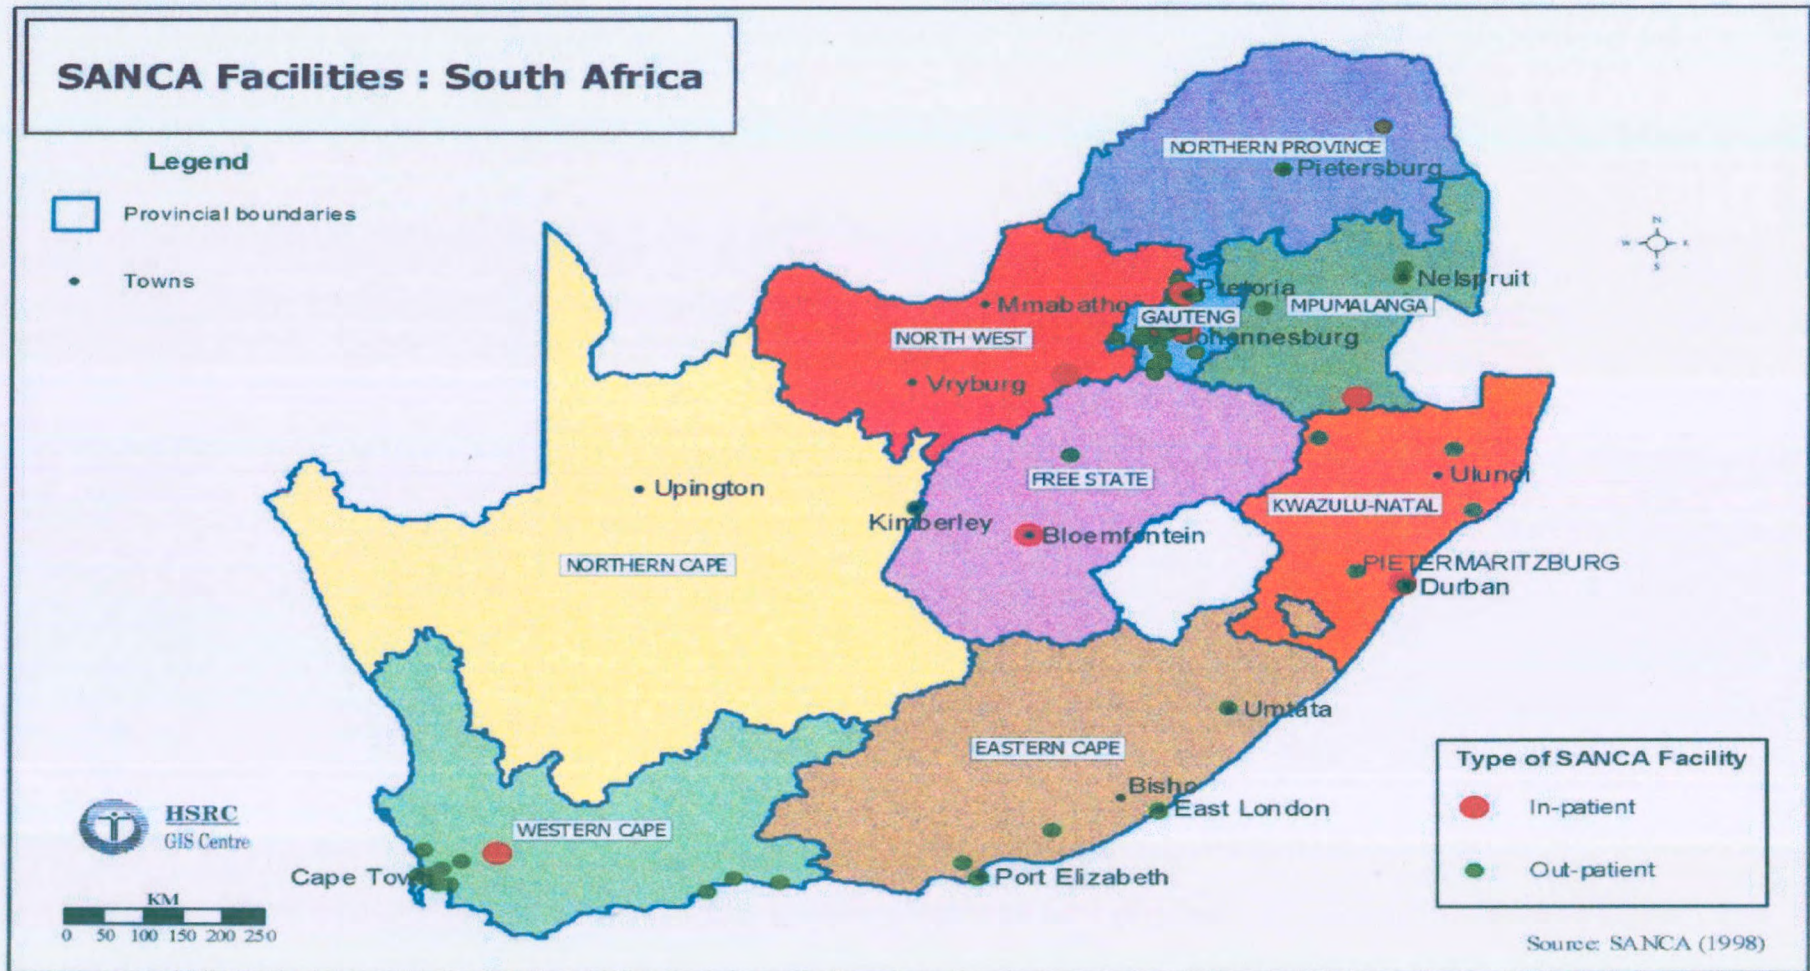 SANCA Facilities : South Africa
Legend
Provincial boundaries
Towns
NORTHERN PROVINCE
Pietersburg
Nelspruit
Pretoria
MPUMALANGA
Mmabatho
GAUTENG
NORTH WEST
Johannesburg
Vryburg
Upington
FREE STATE
Ulundi
KWAZULU-NATAL
Kimberley
Bloemfontein
NORTHERN CAPE
PIETERMARITZBURG
Durban
Umtata
EASTERN CAPE
Bisho
East London
WESTERN CAPE
Cape Town
Port Elizabeth
N
W E
S
HSRC
GIS Centre
KM
0 50 100 150 200 250
Type of SANCA Facility
In-patient
Out-patient
Source: SANCA (1998)